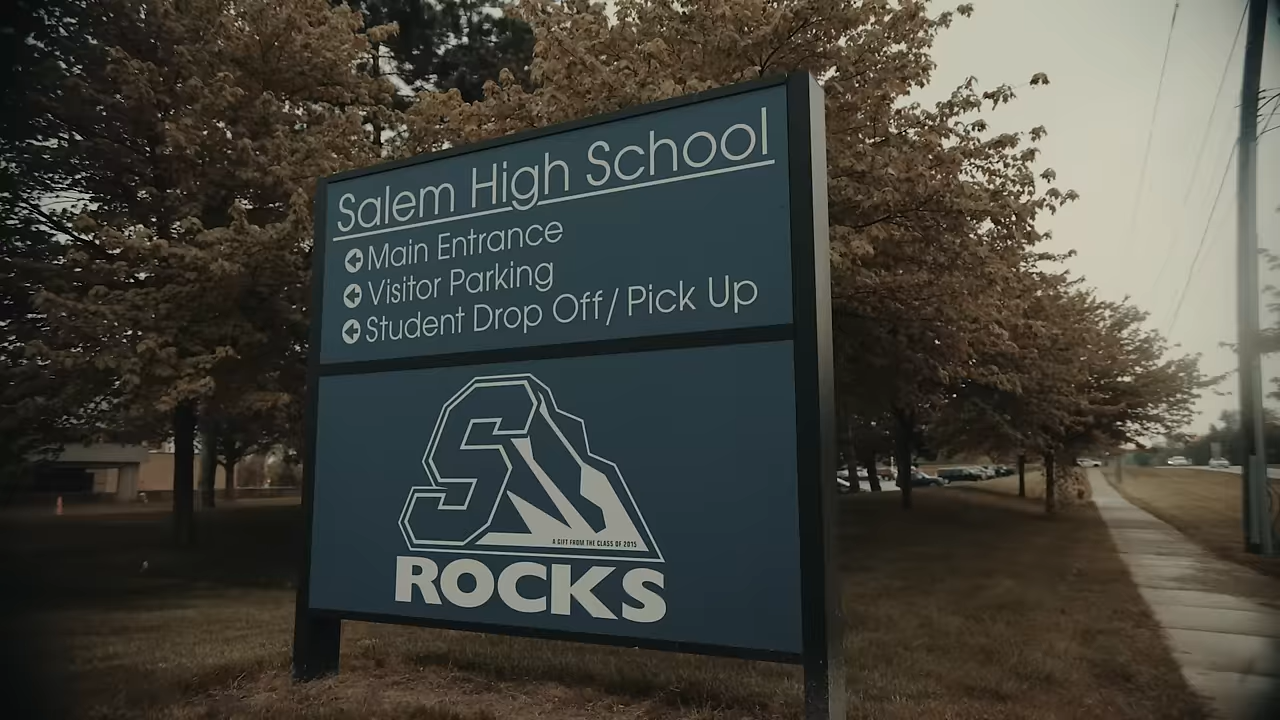 Salem High School
Main Entrance
Visitor Parking
Student Drop Off/Pick Up
S
A GIFT FROM THE CLASS OF 2015
ROCKS